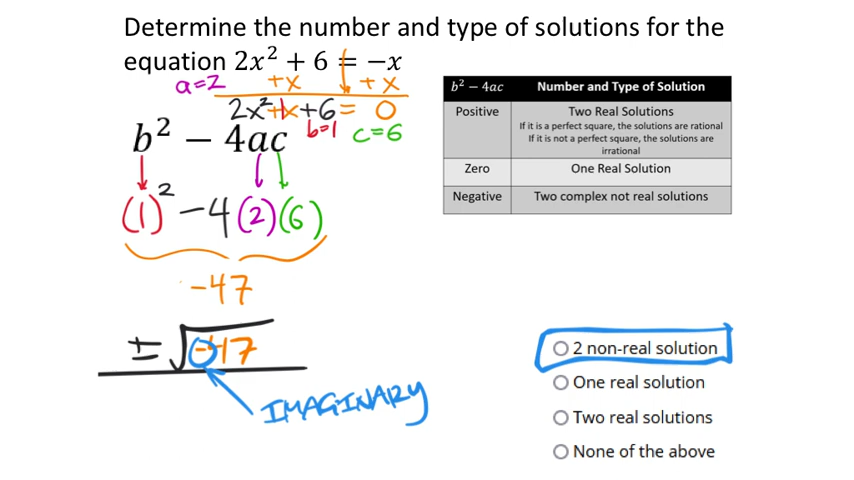 Determine the number and type of solutions for the
equation 2x² + 6 = −x
a=2 +x +x
2x²+1x+6= 0
b² − 4ac b=1 c=6
(1)² −4(2)(6)
-47
± √-47
IMAGINARY
b² − 4ac Number and Type of Solution
Positive Two Real Solutions
If it is a perfect square, the solutions are rational
If it is not a perfect square, the solutions are
irrational
Zero One Real Solution
Negative Two complex not real solutions
2 non-real solution
One real solution
Two real solutions
None of the above